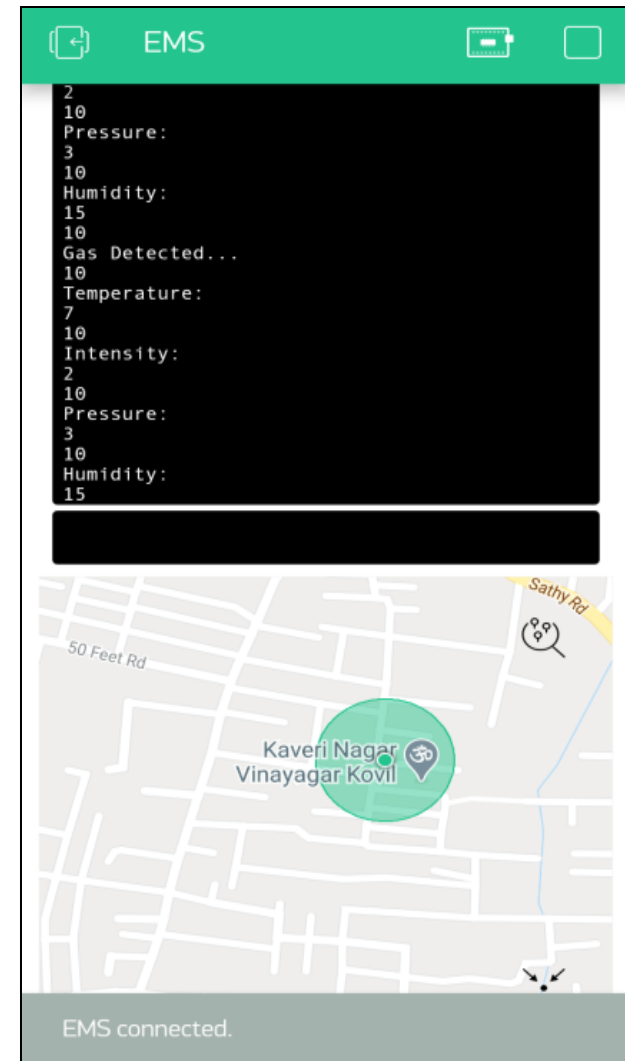 EMS
2
10
Pressure:
3
10
Humidity:
15
10
Gas Detected...
10
Temperature:
7
10
Intensity:
2
10
Pressure:
3
10
Humidity:
15
Sathy Rd
50 Feet Rd
Kaveri Nagar
Vinayagar Kovil
EMS connected.